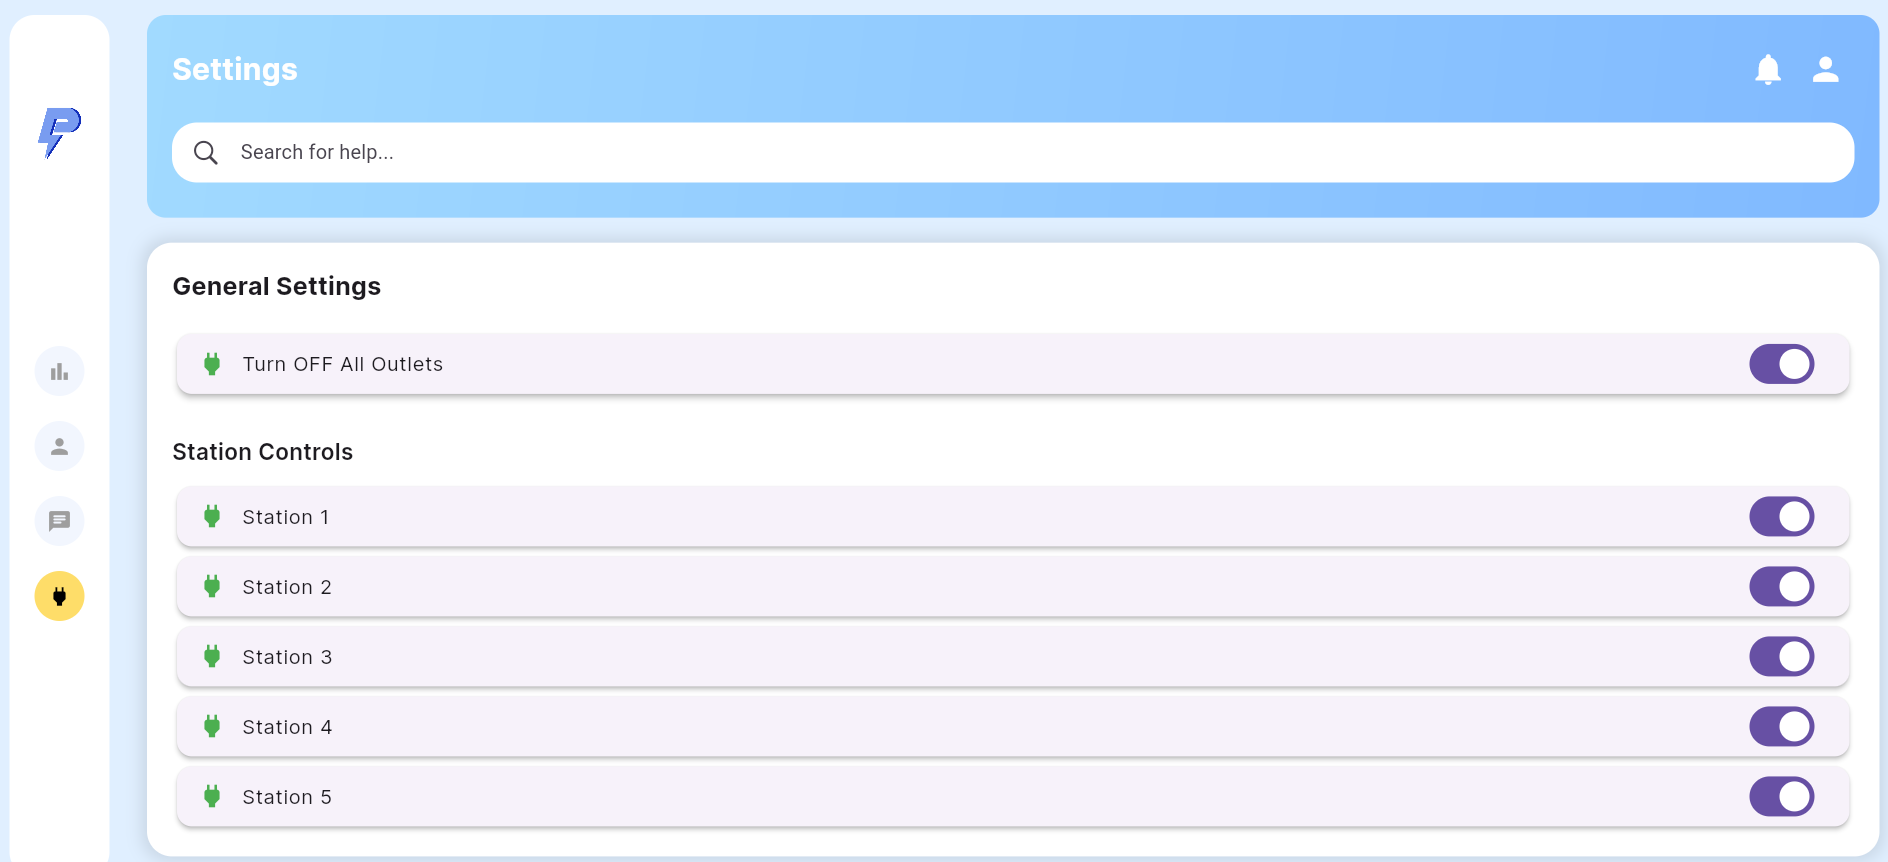 Settings
Search for help...
General Settings
Turn OFF All Outlets
Station Controls
Station 1
Station 2
Station 3
Station 4
Station 5